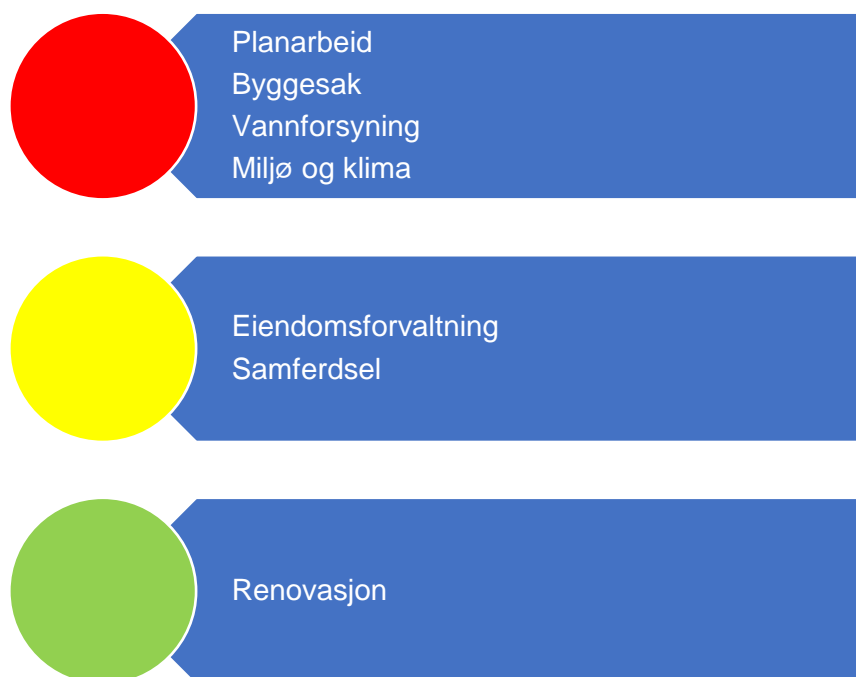 Planarbeid
Byggesak
Vannforsyning
Miljø og klima
Eiendomsforvaltning
Samferdsel
Renovasjon